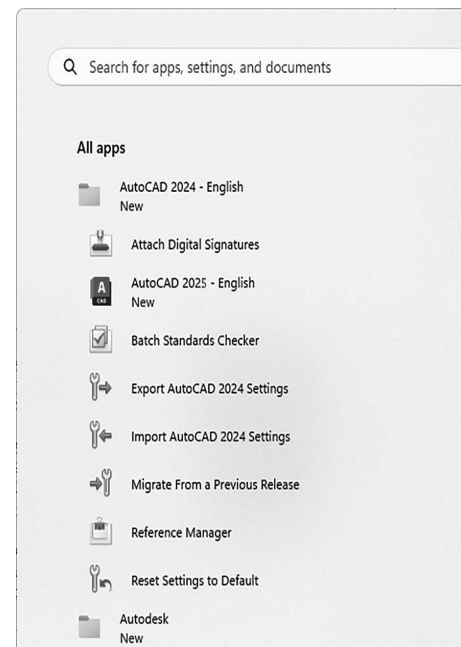 Search for apps, settings, and documents
All apps
AutoCAD 2024 - English
New
Attach Digital Signatures
A
CAD
AutoCAD 2025 - English
New
Batch Standards Checker
Export AutoCAD 2024 Settings
Import AutoCAD 2024 Settings
Migrate From a Previous Release
Reference Manager
Reset Settings to Default
Autodesk
New